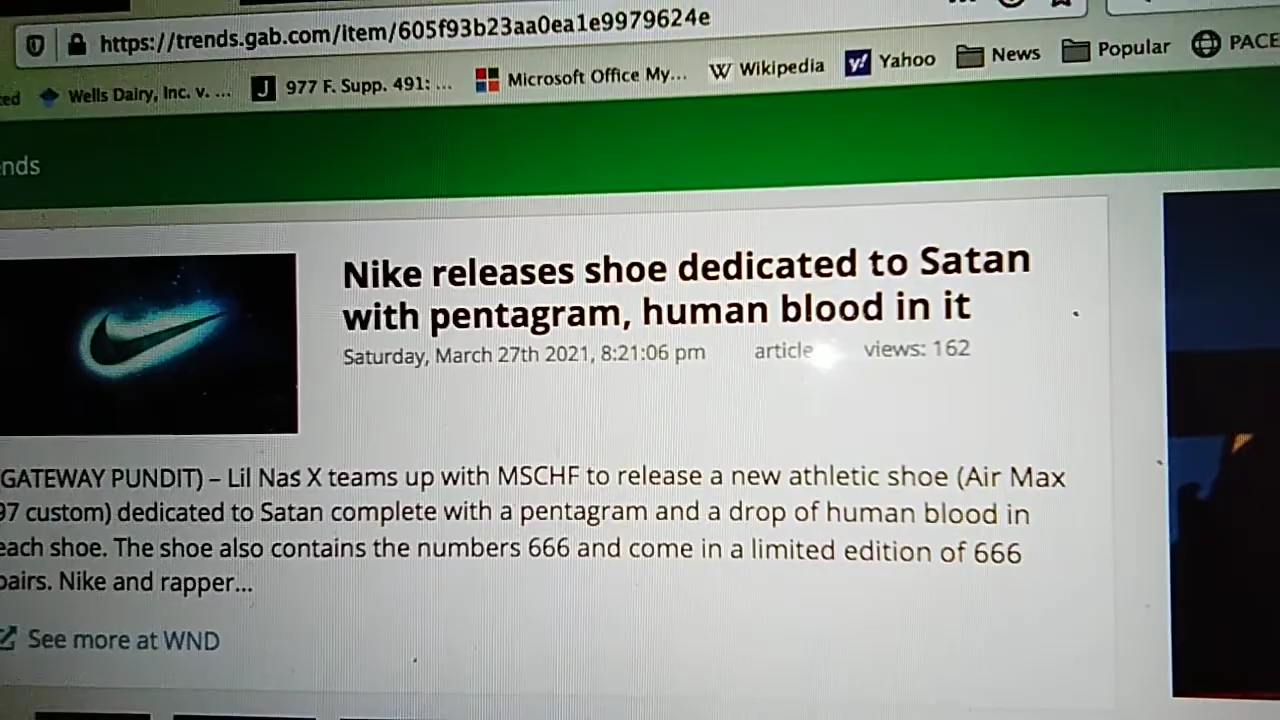 https://trends.gab.com/item/605f93b23aa0ea1e9979624e
ed Wells Dairy, Inc. v. ... J 977 F. Supp. 491: ... Microsoft Office My... W Wikipedia y! Yahoo News Popular PACE
nds
Nike releases shoe dedicated to Satan
with pentagram, human blood in it
Saturday, March 27th 2021, 8:21:06 pm article views: 162
GATEWAY PUNDIT) – Lil Nas X teams up with MSCHF to release a new athletic shoe (Air Max
97 custom) dedicated to Satan complete with a pentagram and a drop of human blood in
each shoe. The shoe also contains the numbers 666 and come in a limited edition of 666
pairs. Nike and rapper...
See more at WND